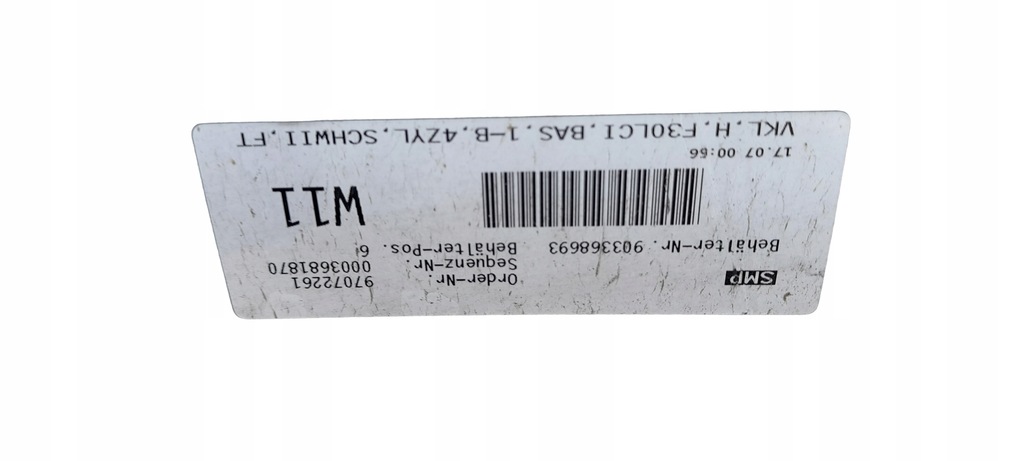 SMP
Order-Nr. 97072261
Sequenz-Nr. 0003681870
Behälter-Nr. 903368693 Behälter-Pos. 6
W11
17.07 00:56
VKL.H.F30LCI.BAS.1-B.4ZYL.SCHWII.FT